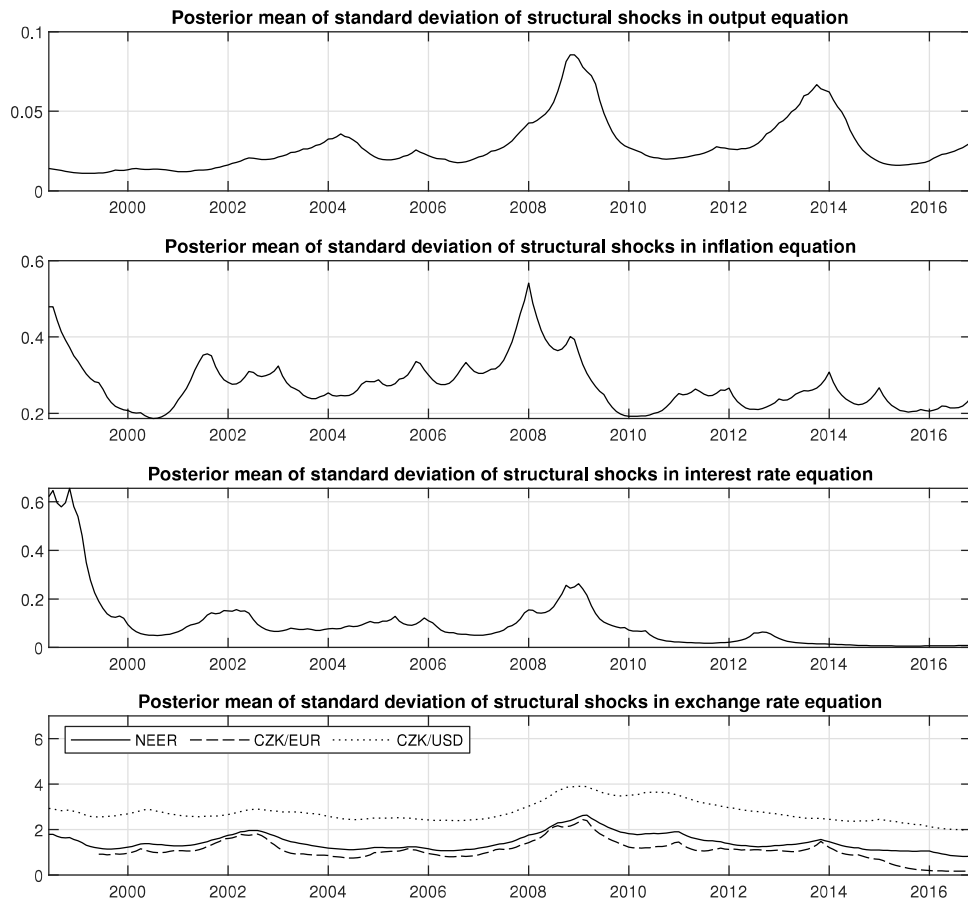 Posterior mean of standard deviation of structural shocks in output equation
0.1
0.05
0
2000 2002 2004 2006 2008 2010 2012 2014 2016
Posterior mean of standard deviation of structural shocks in inflation equation
0.6
0.4
0.2
2000 2002 2004 2006 2008 2010 2012 2014 2016
Posterior mean of standard deviation of structural shocks in interest rate equation
0.6
0.4
0.2
0
2000 2002 2004 2006 2008 2010 2012 2014 2016
Posterior mean of standard deviation of structural shocks in exchange rate equation
NEER CZK/EUR CZK/USD
6
4
2
0
2000 2002 2004 2006 2008 2010 2012 2014 2016